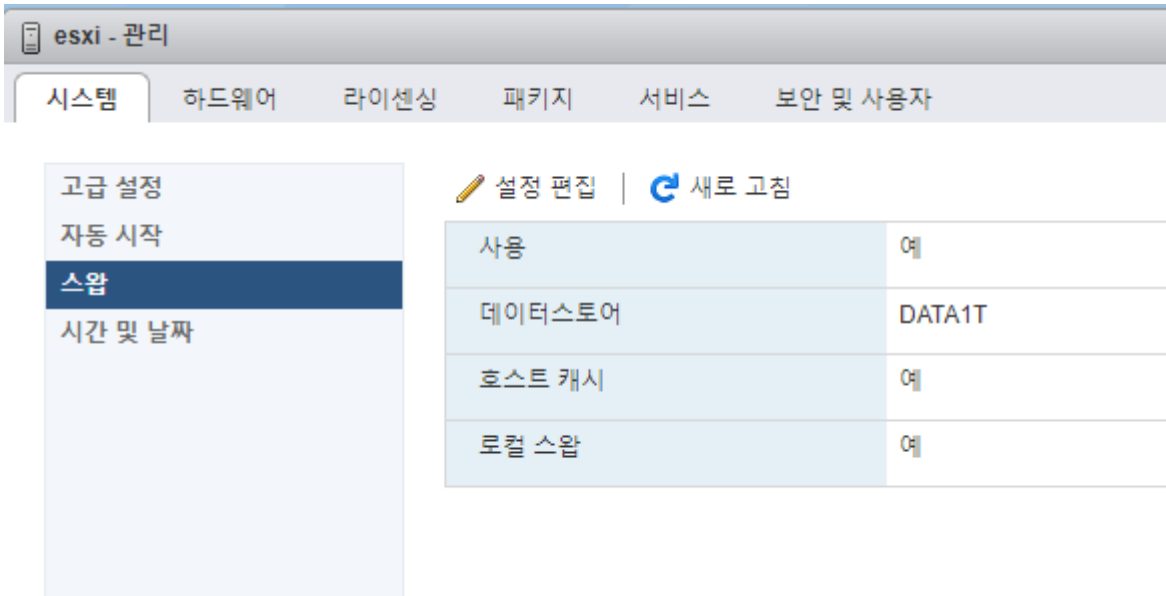 esxi - 관리
시스템 하드웨어 라이센싱 패키지 서비스 보안 및 사용자
고급 설정
자동 시작
스왑
시간 및 날짜
설정 편집 새로 고침
사용 예
데이터스토어 DATA1T
호스트 캐시 예
로컬 스왑 예